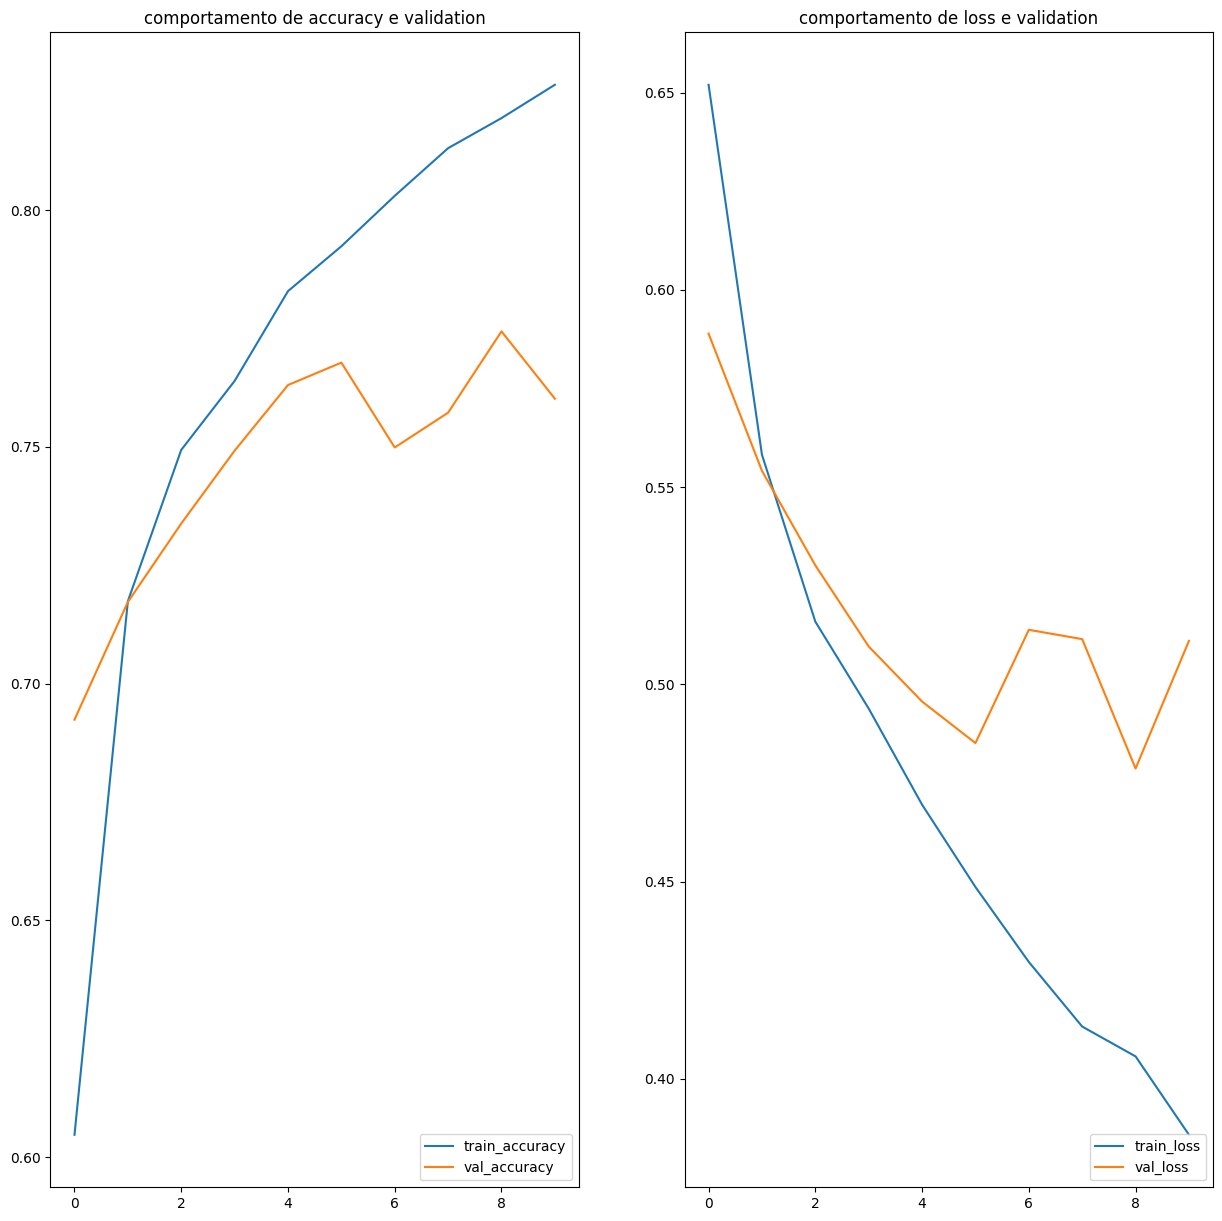 comportamento de accuracy e validation
0.80
0.75
0.70
0.65
0.60
0 2 4 6 8
train_accuracy
val_accuracy
comportamento de loss e validation
0.65
0.60
0.55
0.50
0.45
0.40
0 2 4 6 8
train_loss
val_loss